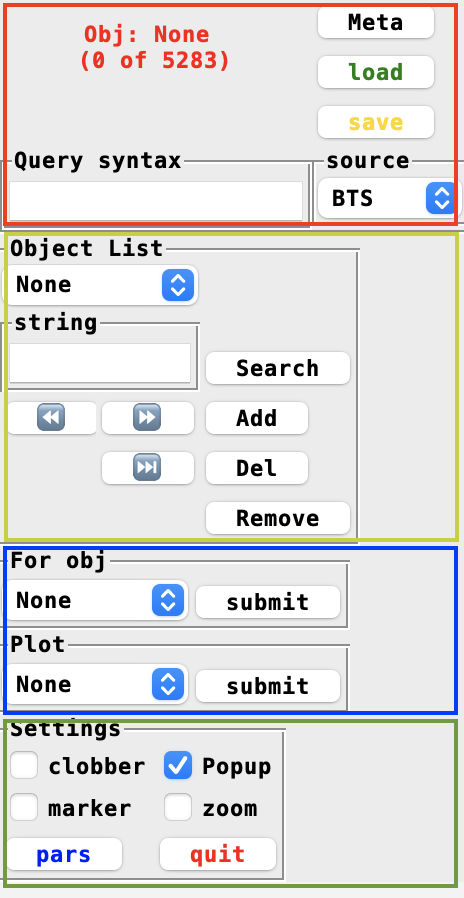 Obj: None
(0 of 5283)
Meta
load
save
Query syntax
source
BTS
Object List
None
string
Search
Add
Del
Remove
For obj
None
submit
Plot
None
submit
Settings
clobber
Popup
marker
zoom
pars
quit